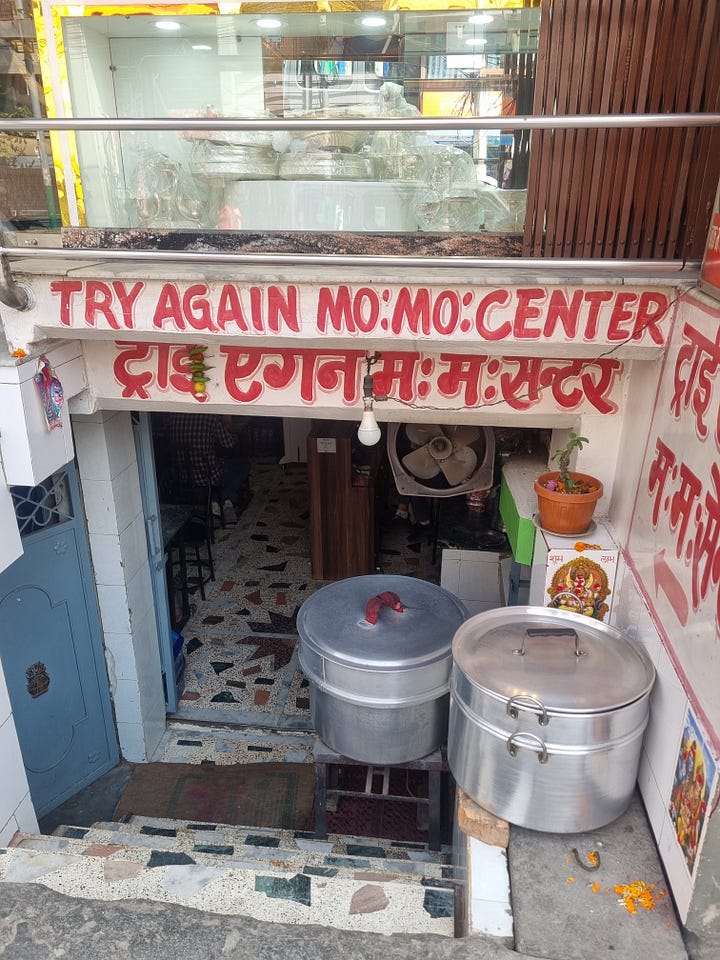 TRY AGAIN MO:MO: CENTER
ट्राई एगन म: म: सन्टर
ट्राई
म: म: से
शुभ लाभ